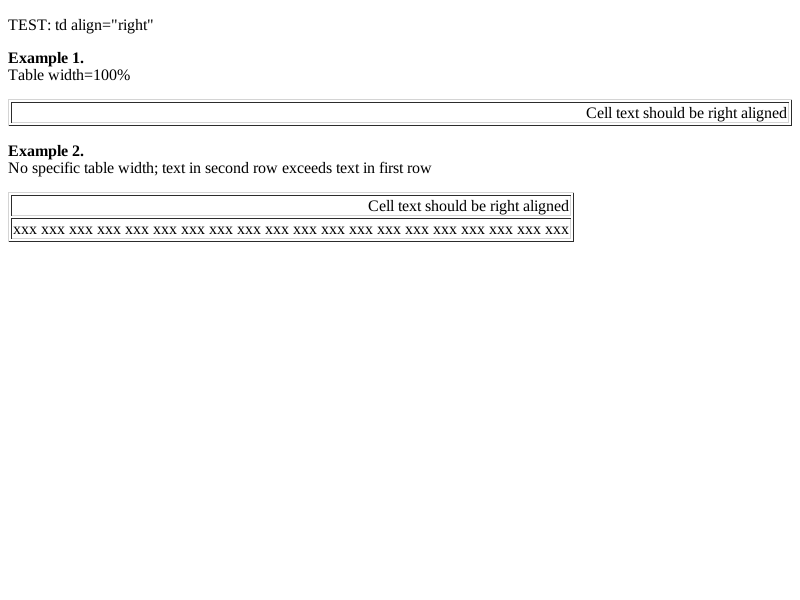 TEST: td align="right"
Example 1.
Table width=100%
Cell text should be right aligned
Example 2.
No specific table width; text in second row exceeds text in first row
Cell text should be right aligned
xxx xxx xxx xxx xxx xxx xxx xxx xxx xxx xxx xxx xxx xxx xxx xxx xxx xxx xxx xxx